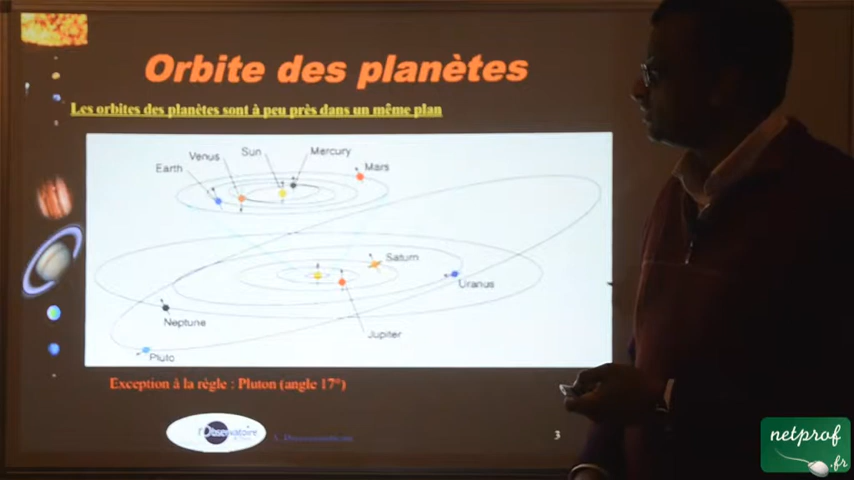 Orbite des planètes
Les orbites des planètes sont à peu près dans un même plan
Sun
Mercury
Venus
Earth
Mars
Saturn
Uranus
Neptune
Jupiter
Pluto
Exception à la règle : Pluton (angle 17°)
l'Observatoire
3
netprof
.fr